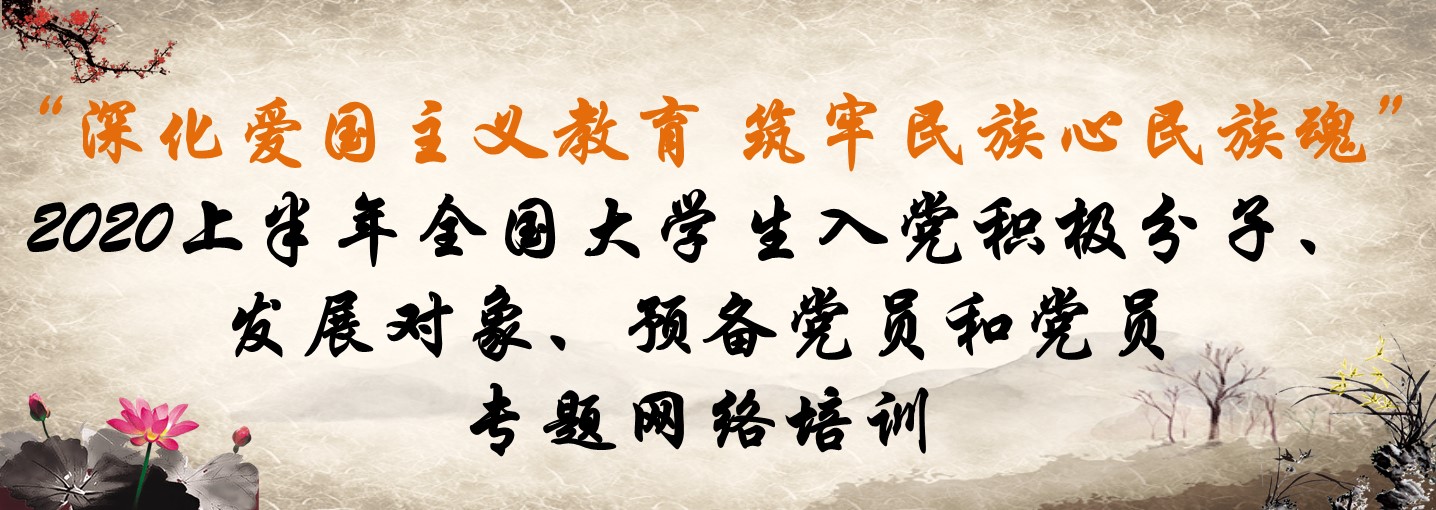 “深化爱国主义教育 筑牢民族心民族魂”
2020上半年全国大学生入党积极分子、
发展对象、预备党员和党员
专题网络培训